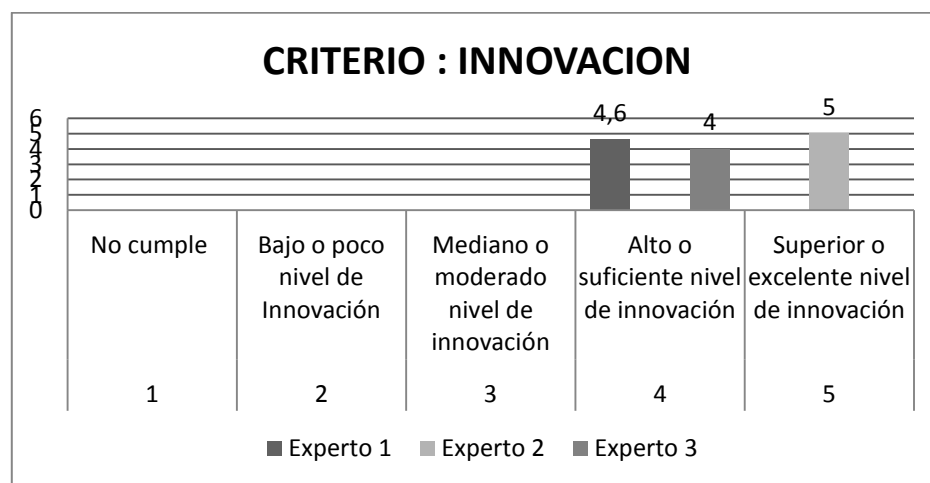 CRITERIO : INNOVACION
6
5
4
3
2
1
0
4,6
4
5
No cumple
Bajo o poco
nivel de
Innovación
Mediano o
moderado
nivel de
innovación
Alto o
suficiente nivel
de innovación
Superior o
excelente nivel
de innovación
1
2
3
4
5
Experto 1
Experto 2
Experto 3